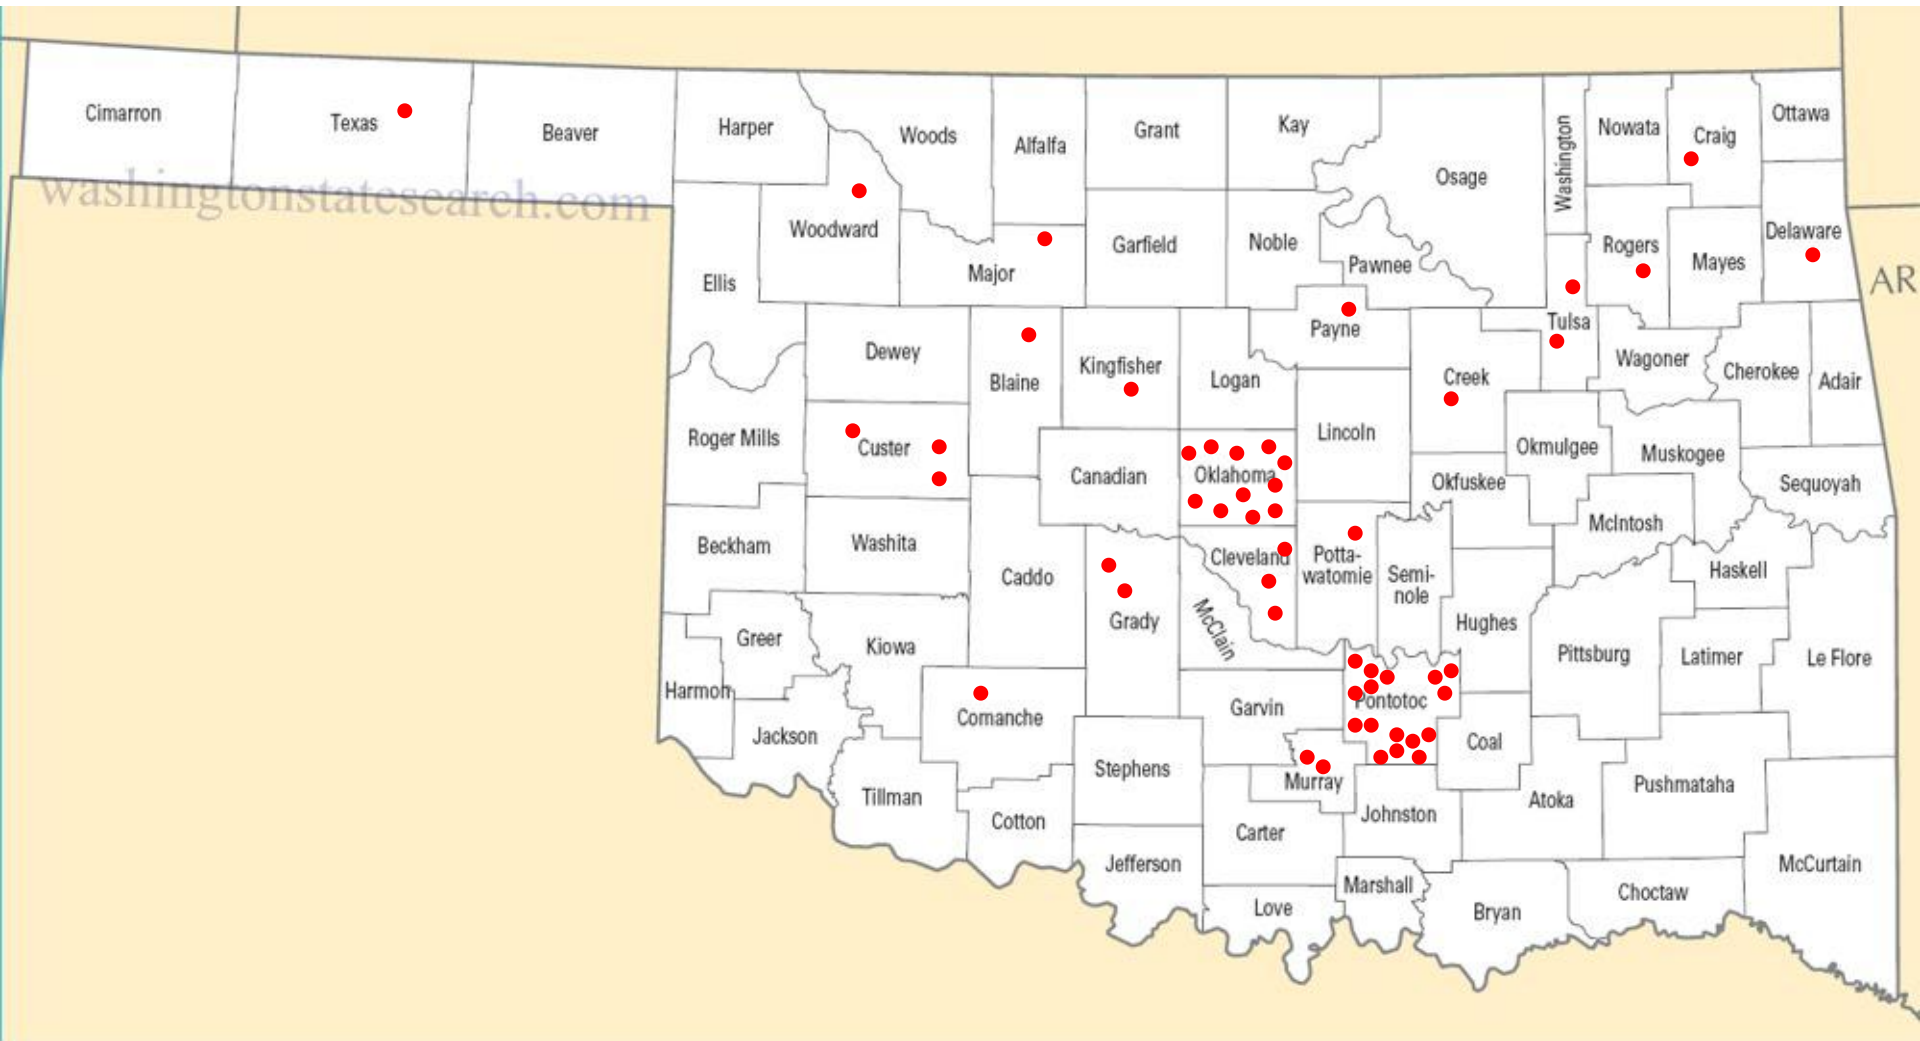 Cimarron
Texas
Beaver
Harper
Woods
Alfalfa
Grant
Kay
Osage
Washington
Nowata
Craig
Ottawa
washingtonstatesearch.com
Ellis
Woodward
Major
Garfield
Noble
Pawnee
Rogers
Mayes
Delaware
AR
Dewey
Blaine
Kingfisher
Logan
Payne
Creek
Tulsa
Wagoner
Cherokee
Adair
Roger Mills
Custer
Canadian
Oklahoma
Lincoln
Okfuskee
Okmulgee
Muskogee
Sequoyah
Beckham
Washita
Caddo
Grady
Cleveland
McClain
Potta-
watomie
Semi-
nole
Hughes
McIntosh
Haskell
Greer
Kiowa
Harmon
Jackson
Comanche
Garvin
Pontotoc
Coal
Pittsburg
Latimer
Le Flore
Tillman
Cotton
Stephens
Murray
Johnston
Atoka
Pushmataha
Jefferson
Carter
Love
Marshall
Bryan
Choctaw
McCurtain